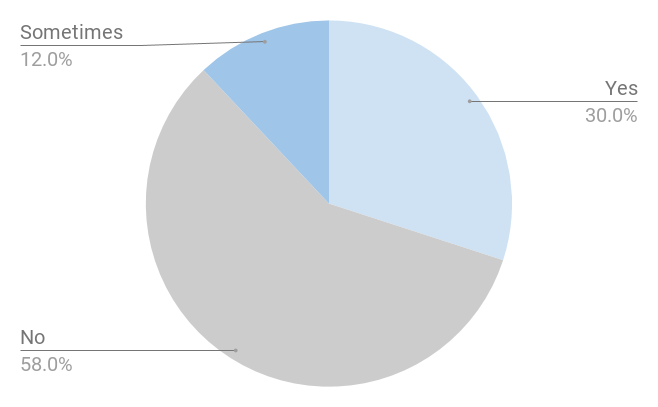 Sometimes
12.0%
Yes
30.0%
No
58.0%